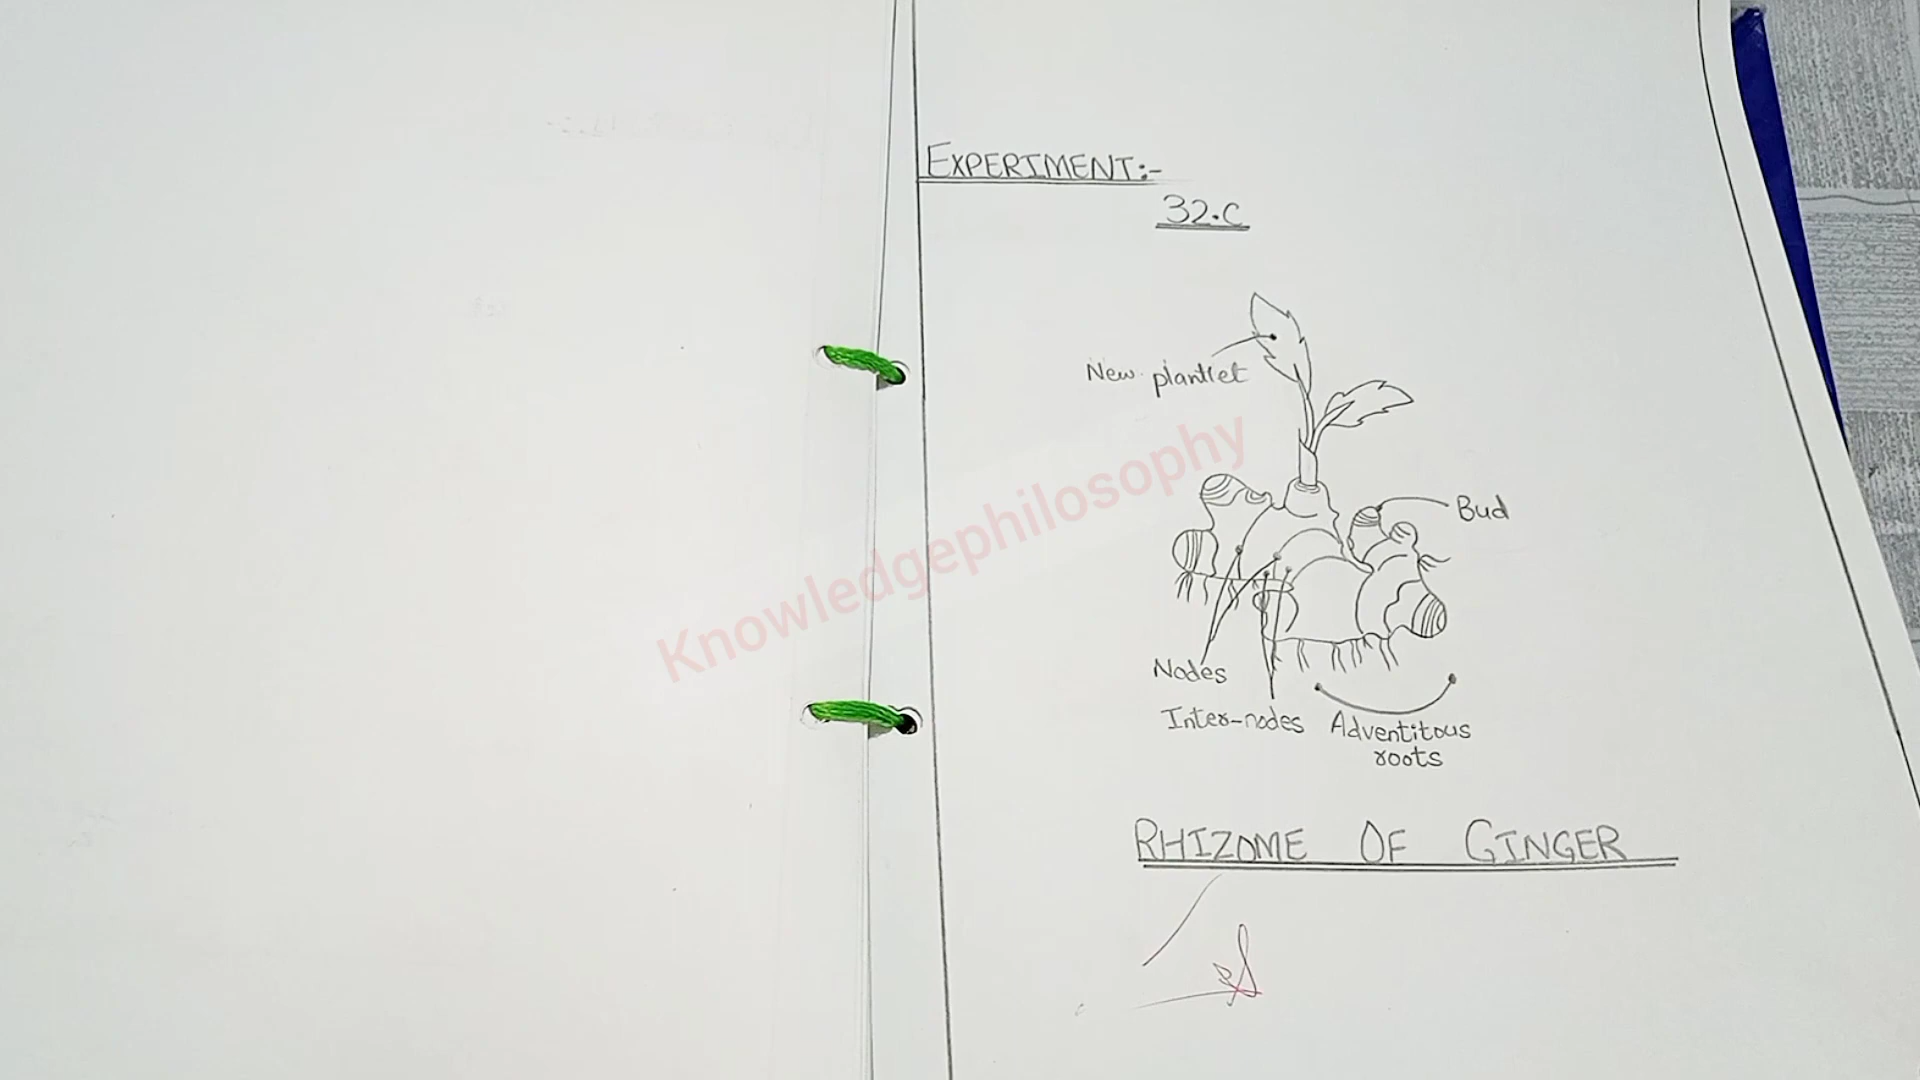 EXPERIMENT:-
32.C
New plantlet
Bud
Nodes
Inter-nodes
Adventitous
roots
RHIZOME OF GINGER
Knowledgephilosophy